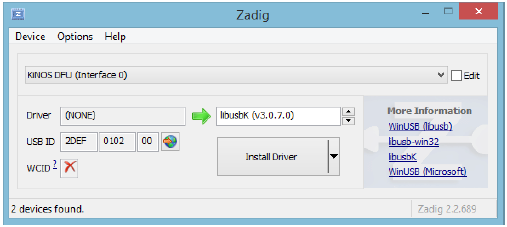 Zadig
Device Options Help
KINOS DFU (Interface 0) Edit
Driver (NONE) libusbK (v3.0.7.0)
USB ID 2DEF 0102 00
WCID ?
Install Driver
More Information
WinUSB (libusb)
libusb-win32
libusbK
WinUSB (Microsoft)
2 devices found. Zadig 2.2.689